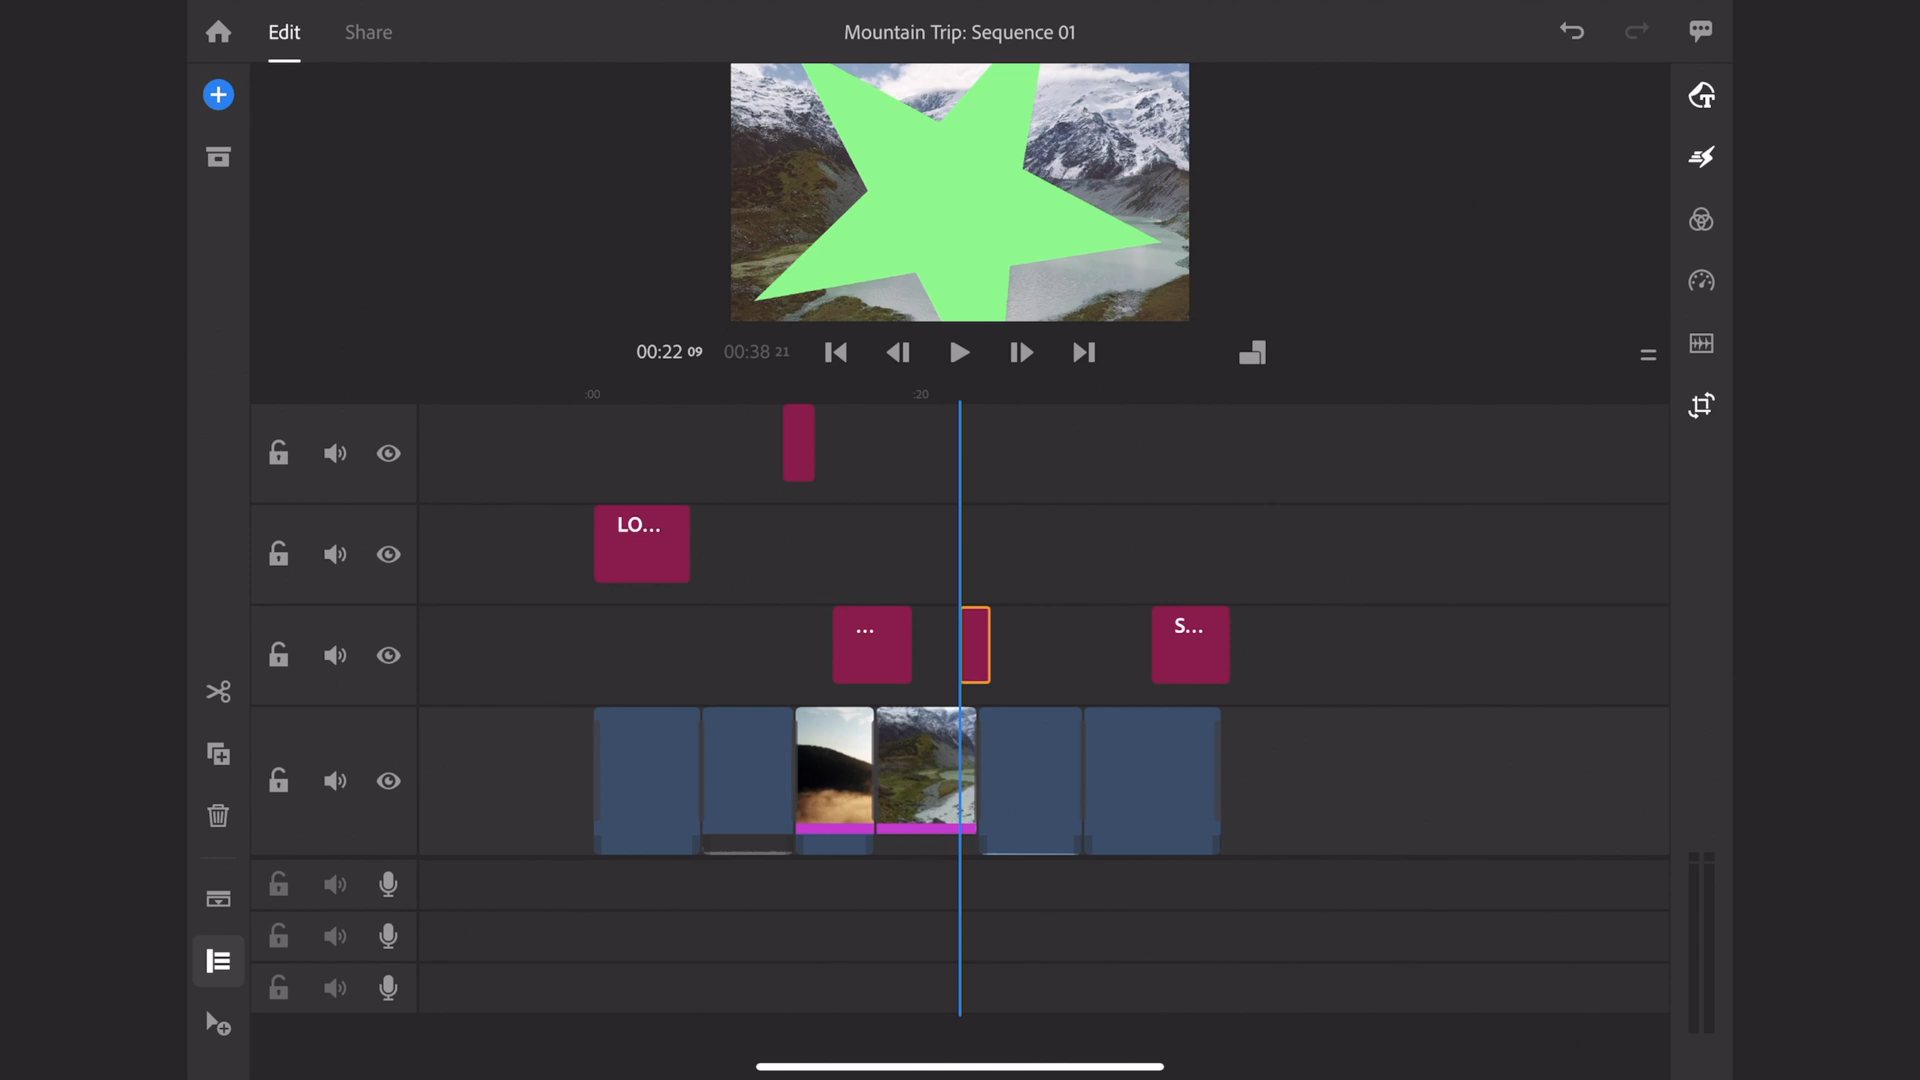 Edit
Share
Mountain Trip: Sequence 01
00:22 09
00:38 21
:00
:20
LO...
...
S...